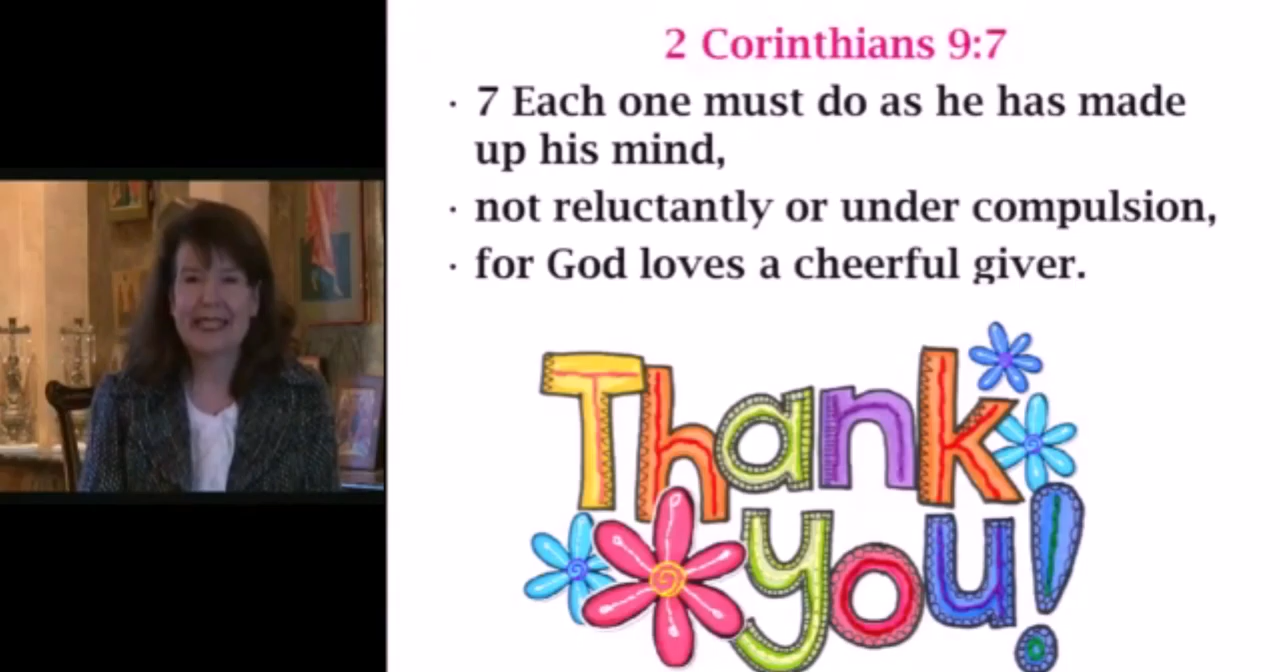 2 Corinthians 9:7
· 7 Each one must do as he has made
up his mind,
· not reluctantly or under compulsion,
· for God loves a cheerful giver.
Thank
you!